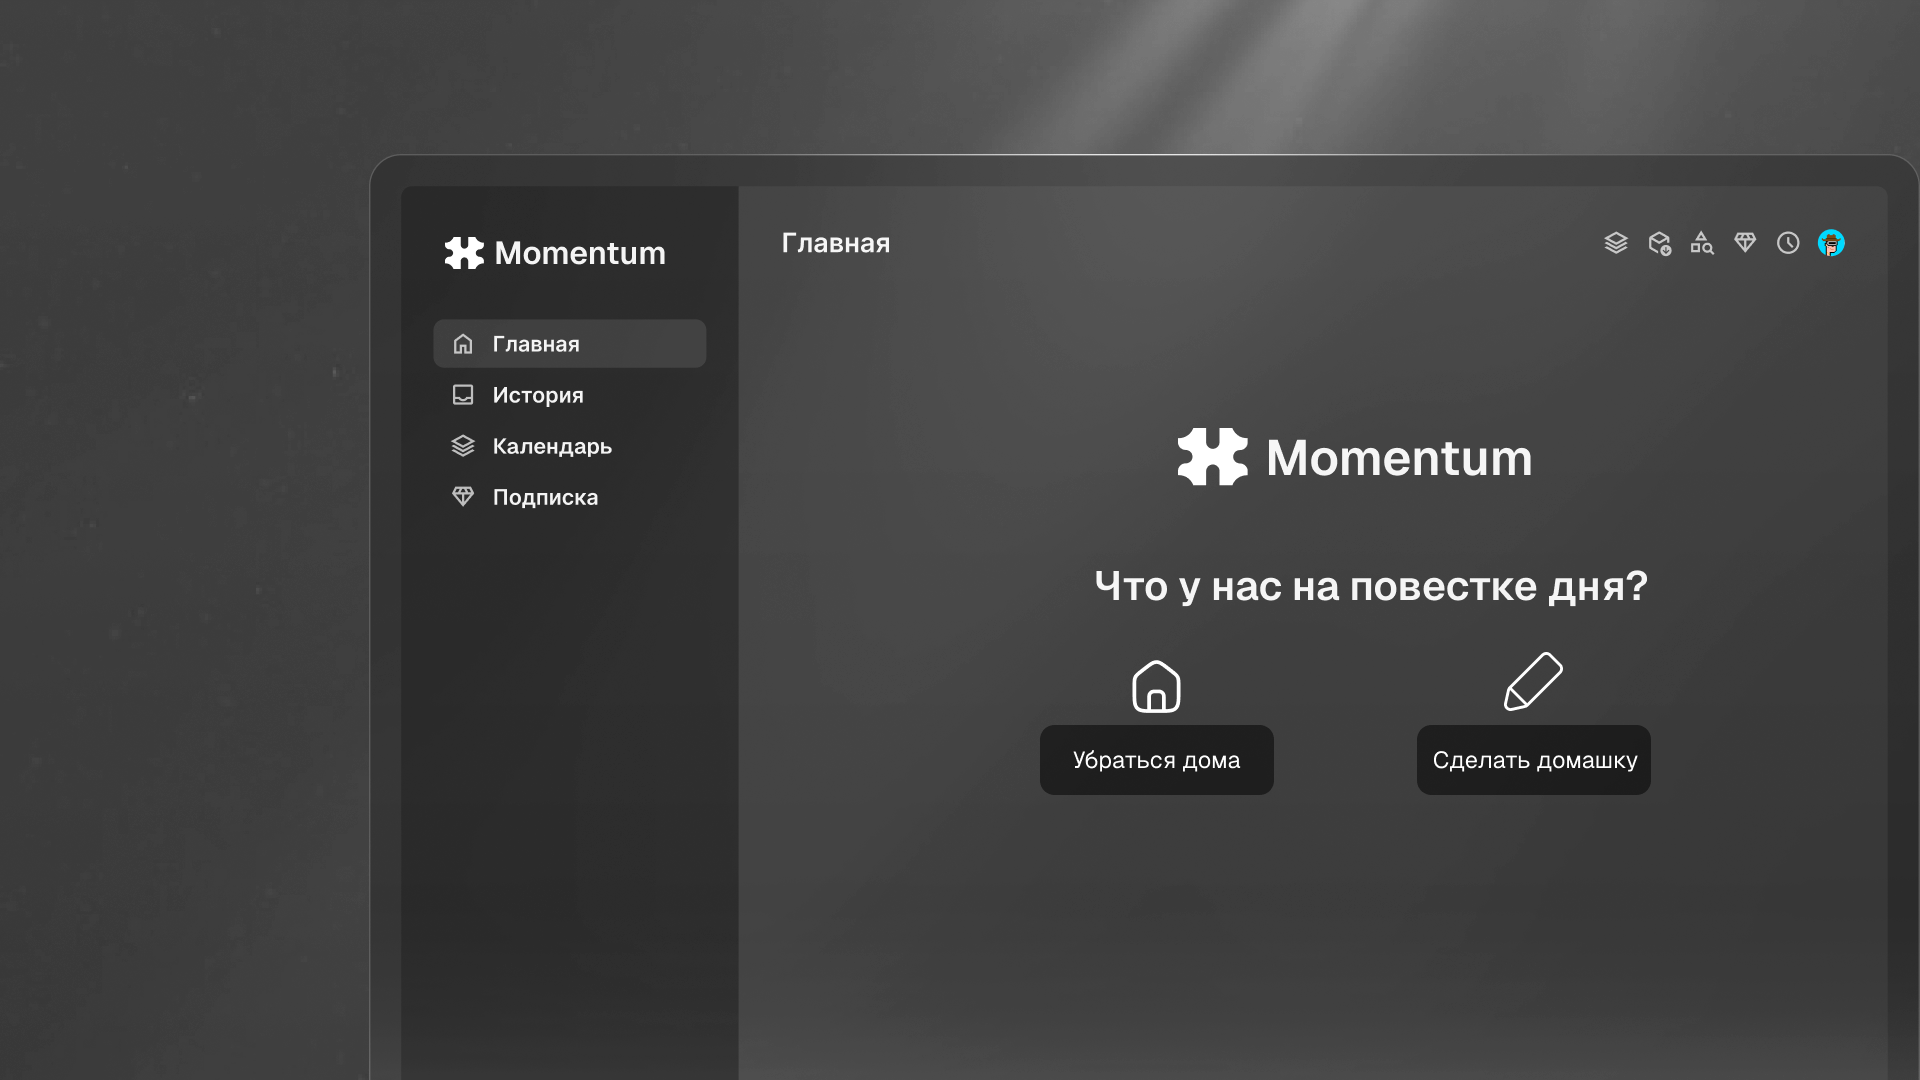 Momentum
Главная
История
Календарь
Подписка
Главная
Momentum
Что у нас на повестке дня?
Убраться дома
Сделать домашку